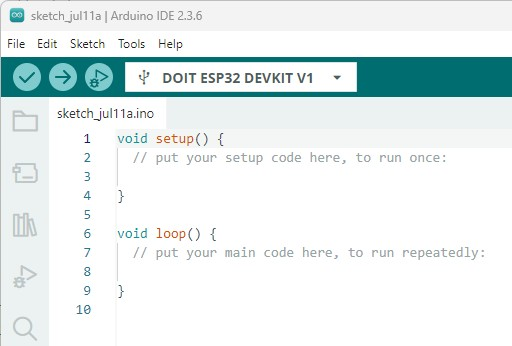 sketch_jul11a | Arduino IDE 2.3.6
File Edit Sketch Tools Help
DOIT ESP32 DEVKIT V1
sketch_jul11a.ino
1 void setup() {
2 // put your setup code here, to run once:
3
4 }
5
6 void loop() {
7 // put your main code here, to run repeatedly:
8
9 }
10